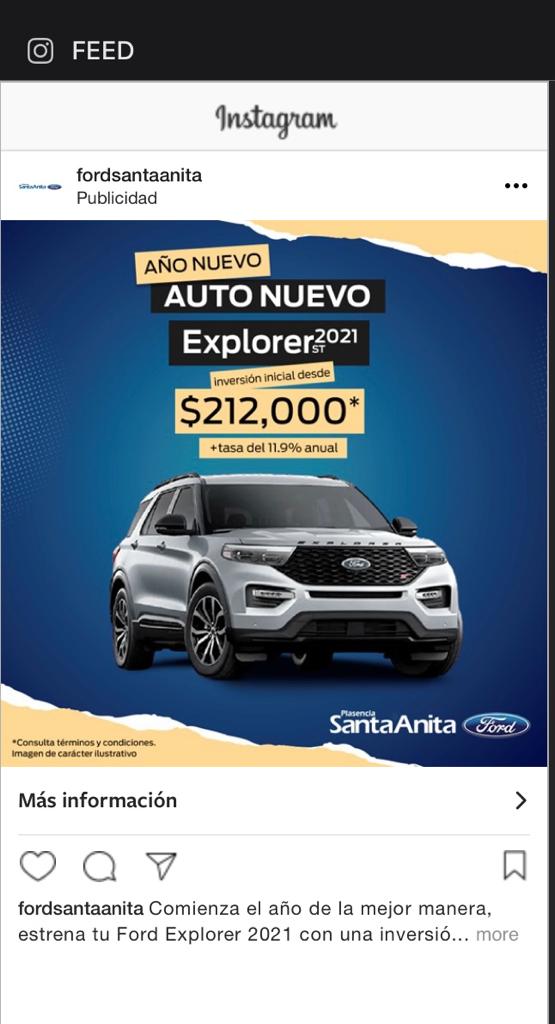 FEED
Instagram
fordsantaanita
Publicidad
AÑO NUEVO
AUTO NUEVO
Explorer ST 2021
inversión inicial desde
$212,000*
+tasa del 11.9% anual
EXPLORER
Ford
Plasencia
SantaAnita Ford
*Consulta términos y condiciones.
Imagen de carácter ilustrativo
Más información
fordsantaanita Comienza el año de la mejor manera,
estrena tu Ford Explorer 2021 con una inversió... more